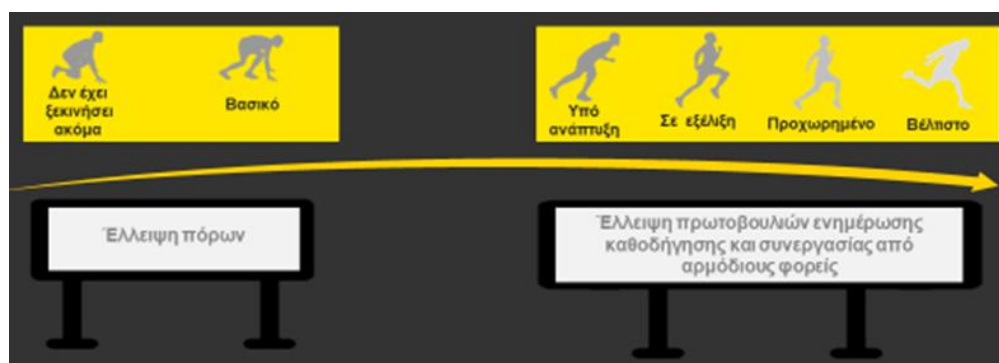 Δεν έχει
ξεκινήσει
ακόμα
Βασικό
Υπό
ανάπτυξη
Σε εξέλιξη
Προχωρημένο
Βέλπιστο
Έλλειψη πόρων
Έλλειψη πρωτοβουλιών ενημέρωσης
καθοδήγησης και συνεργασίας από
αρμόδιους φορείς